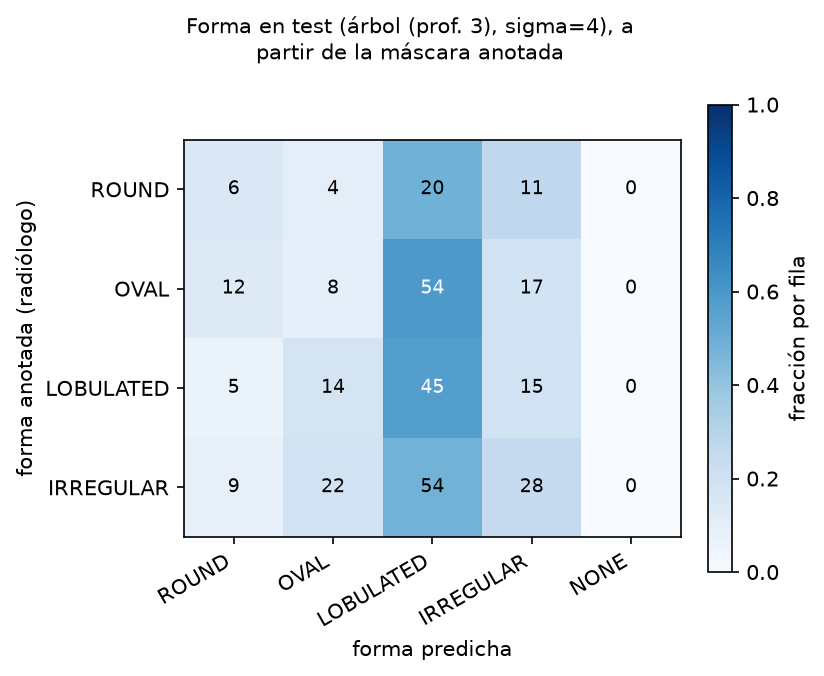 Forma en test (árbol (prof. 3), sigma=4), a
partir de la máscara anotada
forma anotada (radiólogo)
ROUND 6 4 20 11 0
OVAL 12 8 54 17 0
LOBULATED 5 14 45 15 0
IRREGULAR 9 22 54 28 0
ROUND OVAL LOBULATED IRREGULAR NONE
forma predicha
1.0
0.8
0.6
0.4
0.2
0.0
fracción por fila